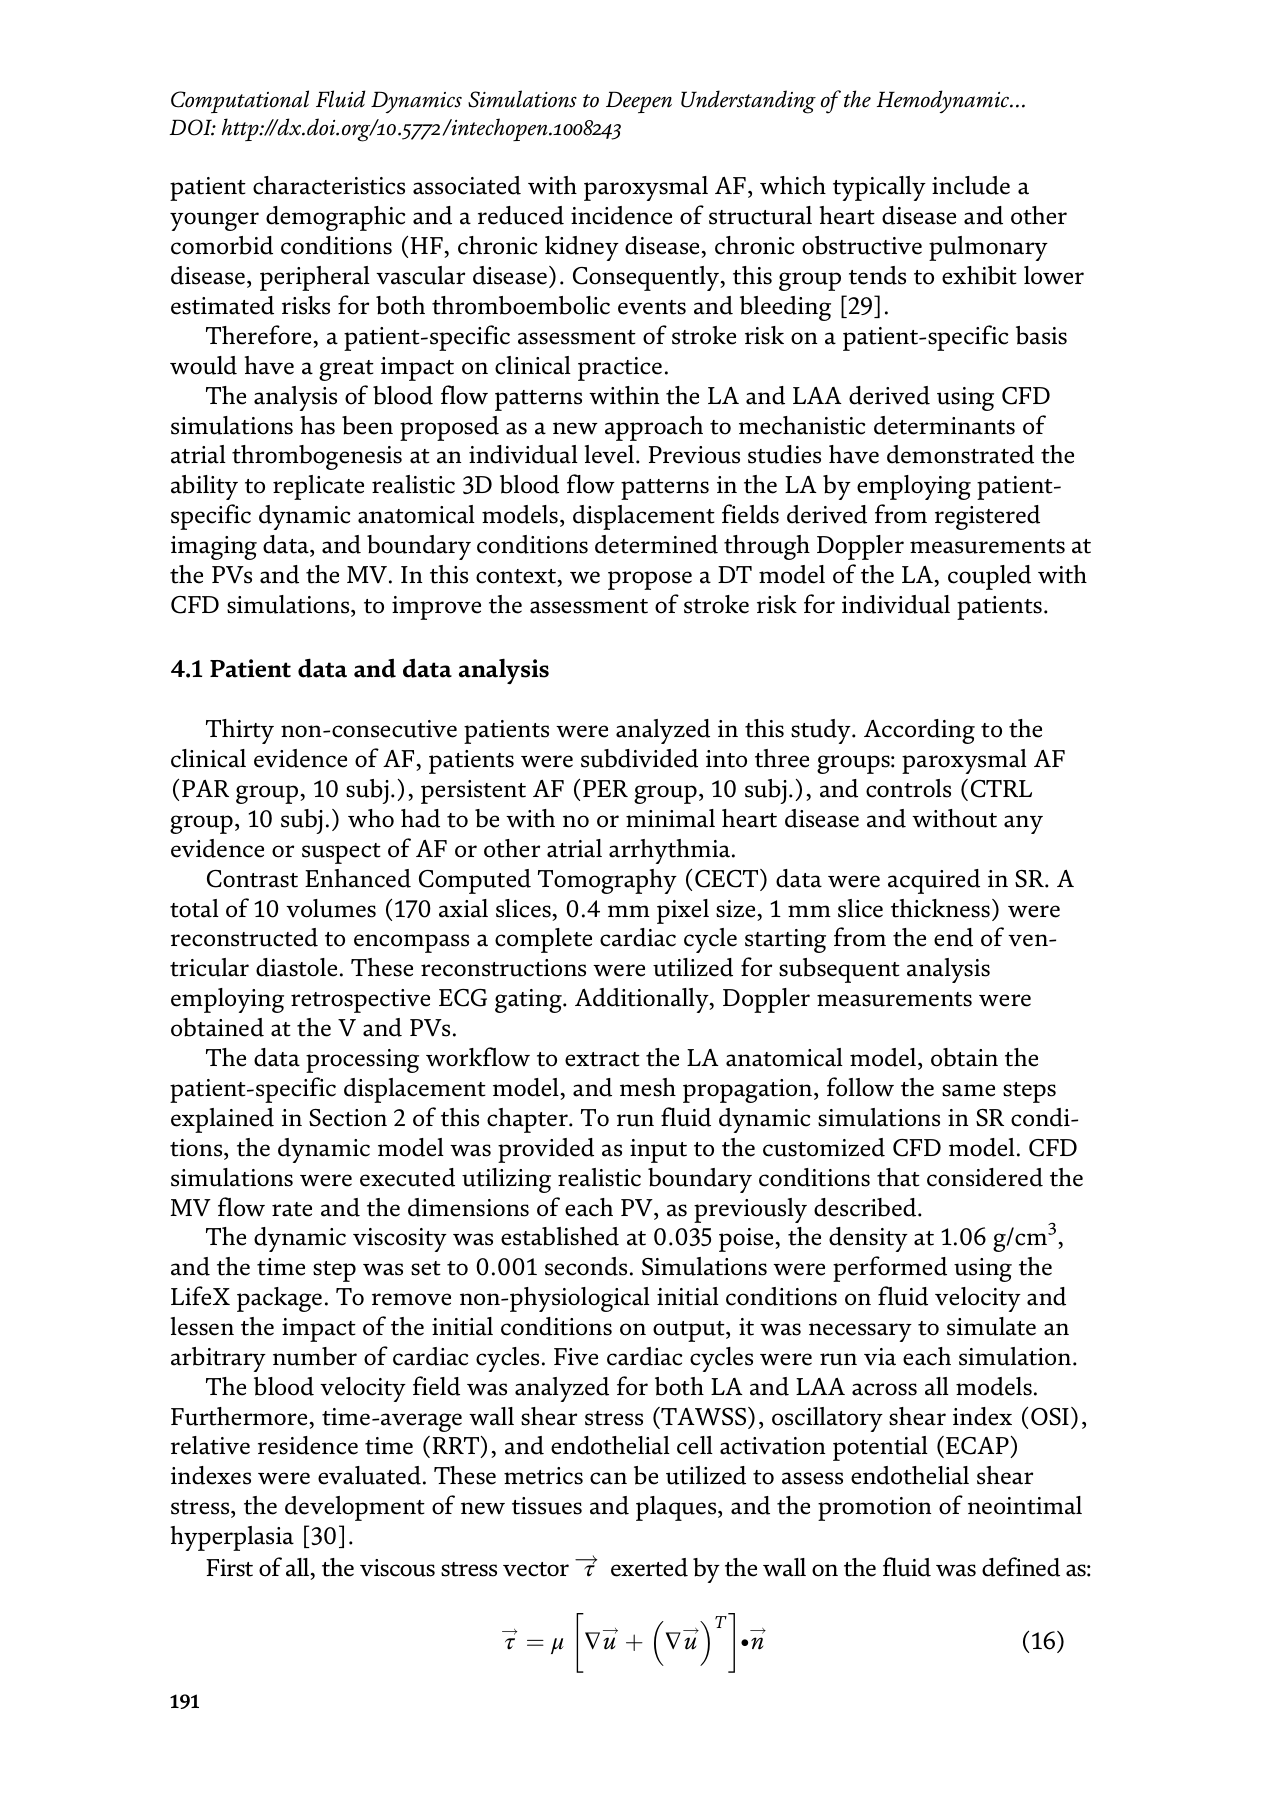 Computational Fluid Dynamics Simulations to Deepen Understanding of the Hemodynamic…
DOI: http://dx.doi.org/10.5772/intechopen.1008243
patient characteristics associated with paroxysmal AF, which typically include a
younger demographic and a reduced incidence of structural heart disease and other
comorbid conditions (HF, chronic kidney disease, chronic obstructive pulmonary
disease, peripheral vascular disease). Consequently, this group tends to exhibit lower
estimated risks for both thromboembolic events and bleeding [29].
Therefore, a patient-specific assessment of stroke risk on a patient-specific basis
would have a great impact on clinical practice.
The analysis of blood flow patterns within the LA and LAA derived using CFD
simulations has been proposed as a new approach to mechanistic determinants of
atrial thrombogenesis at an individual level. Previous studies have demonstrated the
ability to replicate realistic 3D blood flow patterns in the LA by employing patient-
specific dynamic anatomical models, displacement fields derived from registered
imaging data, and boundary conditions determined through Doppler measurements at
the PVs and the MV. In this context, we propose a DT model of the LA, coupled with
CFD simulations, to improve the assessment of stroke risk for individual patients.
4.1 Patient data and data analysis
Thirty non-consecutive patients were analyzed in this study. According to the
clinical evidence of AF, patients were subdivided into three groups: paroxysmal AF
(PAR group, 10 subj.), persistent AF (PER group, 10 subj.), and controls (CTRL
group, 10 subj.) who had to be with no or minimal heart disease and without any
evidence or suspect of AF or other atrial arrhythmia.
Contrast Enhanced Computed Tomography (CECT) data were acquired in SR. A
total of 10 volumes (170 axial slices, 0.4 mm pixel size, 1 mm slice thickness) were
reconstructed to encompass a complete cardiac cycle starting from the end of ven-
tricular diastole. These reconstructions were utilized for subsequent analysis
employing retrospective ECG gating. Additionally, Doppler measurements were
obtained at the V and PVs.
The data processing workflow to extract the LA anatomical model, obtain the
patient-specific displacement model, and mesh propagation, follow the same steps
explained in Section 2 of this chapter. To run fluid dynamic simulations in SR condi-
tions, the dynamic model was provided as input to the customized CFD model. CFD
simulations were executed utilizing realistic boundary conditions that considered the
MV flow rate and the dimensions of each PV, as previously described.
The dynamic viscosity was established at 0.035 poise, the density at 1.06 g/cm³,
and the time step was set to 0.001 seconds. Simulations were performed using the
LifeX package. To remove non-physiological initial conditions on fluid velocity and
lessen the impact of the initial conditions on output, it was necessary to simulate an
arbitrary number of cardiac cycles. Five cardiac cycles were run via each simulation.
The blood velocity field was analyzed for both LA and LAA across all models.
Furthermore, time-average wall shear stress (TAWSS), oscillatory shear index (OSI),
relative residence time (RRT), and endothelial cell activation potential (ECAP)
indexes were evaluated. These metrics can be utilized to assess endothelial shear
stress, the development of new tissues and plaques, and the promotion of neointimal
hyperplasia [30].
First of all, the viscous stress vector τ⃗ exerted by the wall on the fluid was defined as:
τ⃗ = μ [∇u⃗ + (∇u⃗)ᵀ]•n⃗ (16)
191